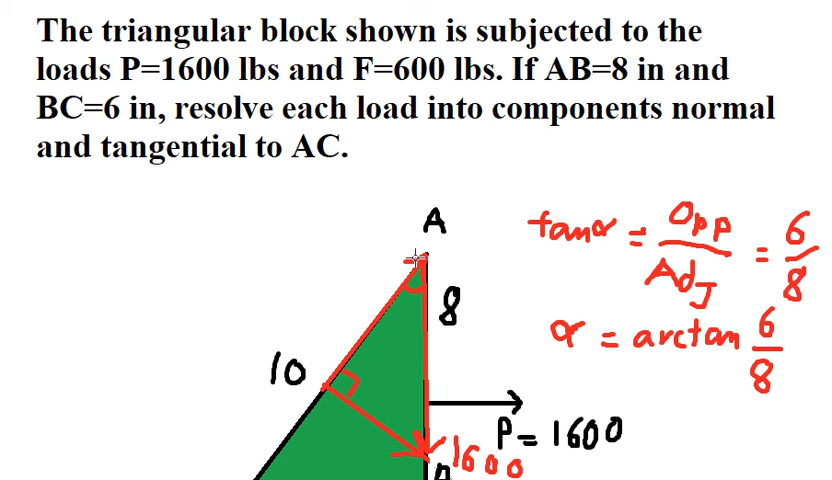 The triangular block shown is subjected to the
loads P=1600 lbs and F=600 lbs. If AB=8 in and
BC=6 in, resolve each load into components normal
and tangential to AC.
A
tanα = Opp/Adj = 6/8
8
α = arctan 6/8
10
P = 1600
1600